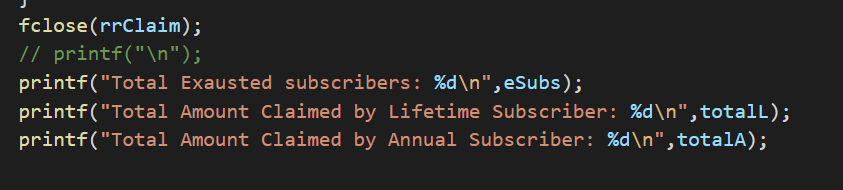 }
fclose(rrClaim);
// printf("\n");
printf("Total Exausted subscribers: %d\n",eSubs);
printf("Total Amount Claimed by Lifetime Subscriber: %d\n",totalL);
printf("Total Amount Claimed by Annual Subscriber: %d\n",totalA);